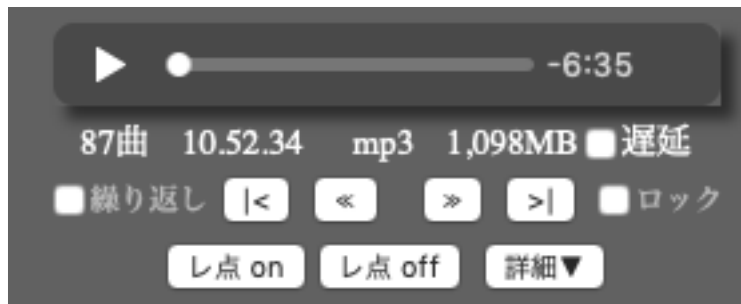 -6:35
87曲 10.52.34 mp3 1,098MB 遅延
繰り返し |< ≪ ≫ >| ロック
レ点 on レ点 off 詳細▼